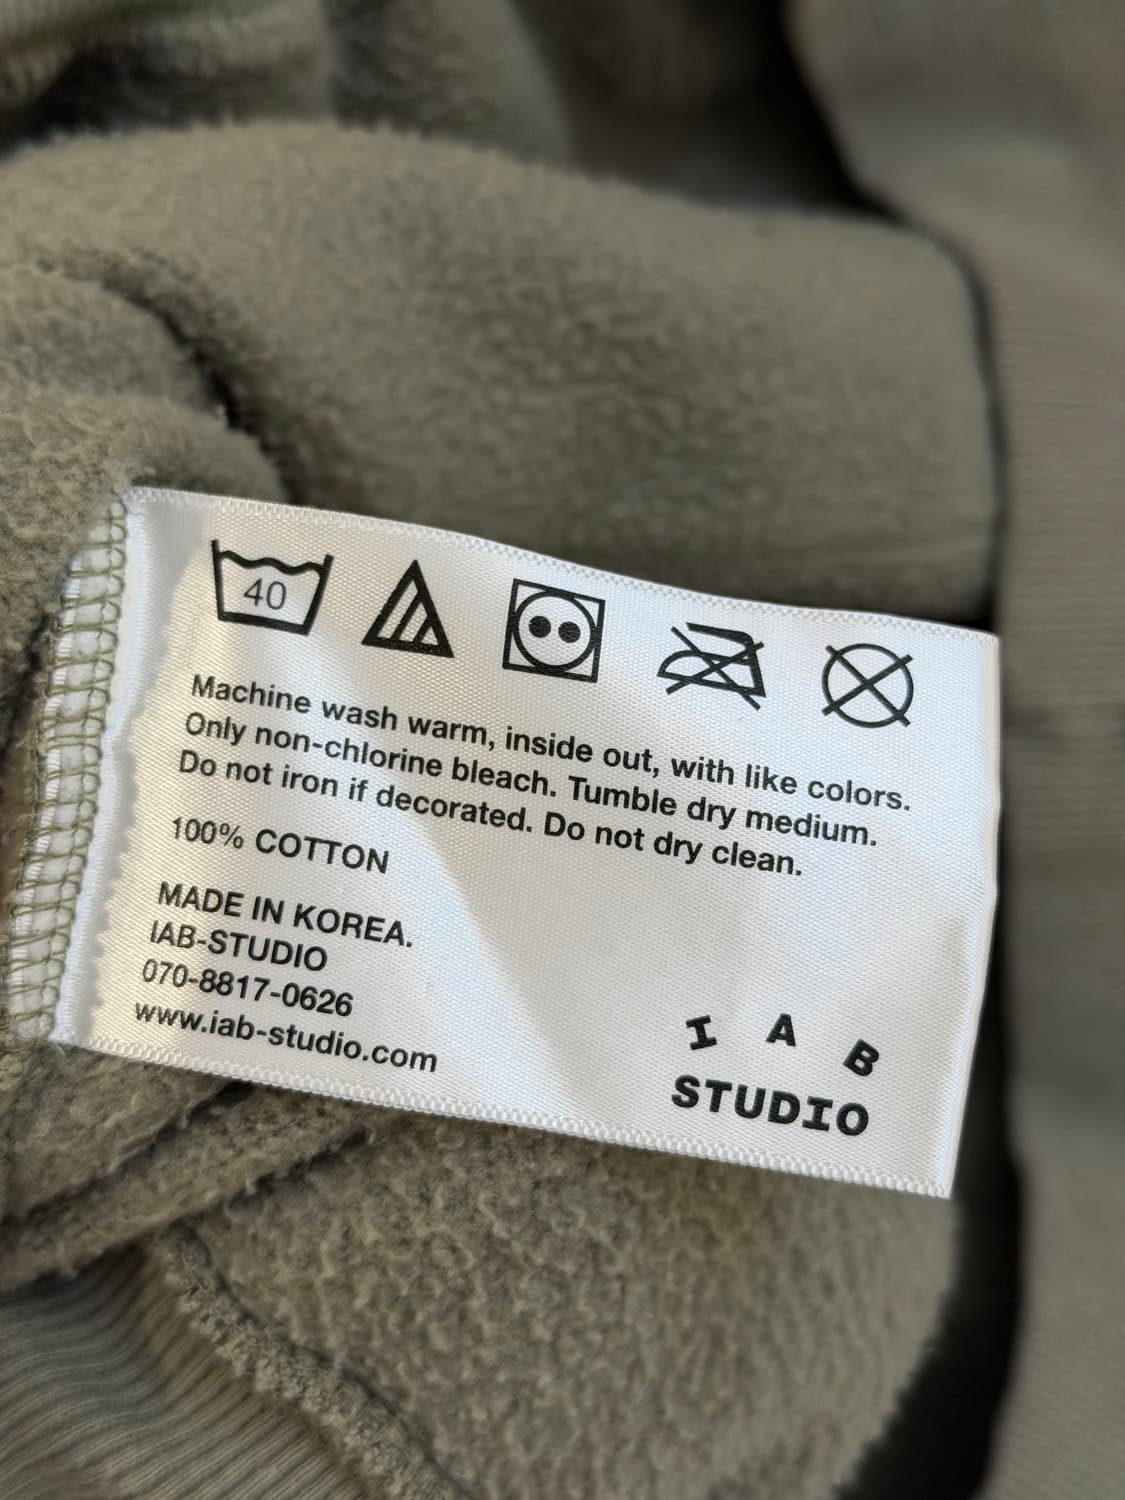 40
Machine wash warm, inside out, with like colors.
Only non-chlorine bleach. Tumble dry medium.
Do not iron if decorated. Do not dry clean.
100% COTTON
MADE IN KOREA.
IAB-STUDIO
070-8817-0626
www.iab-studio.com
I A B
STUDIO